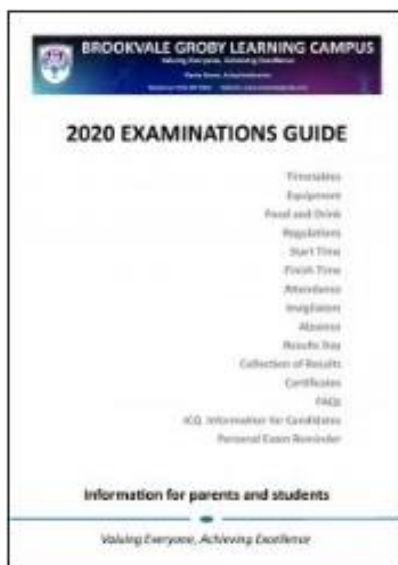 BROOKVALE GROBY LEARNING CAMPUS
Valuing Everyone, Achieving Excellence
2020 EXAMINATIONS GUIDE
Timetables
Equipment
Food and Drink
Regulations
Start Time
Finish Time
Attendance
Invigilators
Absence
Results Day
Collection of Results
Certificates
FAQs
Information for Candidates
Personal Exam Reminder
Information for parents and students
Valuing Everyone, Achieving Excellence